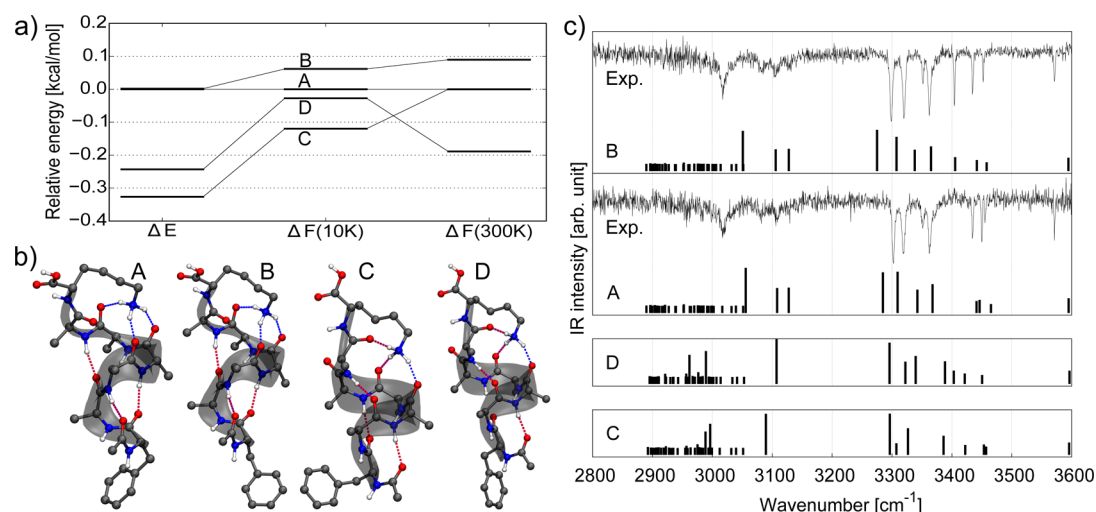 a)
Relative energy [kcal/mol]
0.2
0.1
0.0
−0.1
−0.2
−0.3
−0.4
B
A
D
C
ΔE
ΔF(10K)
ΔF(300K)
b)
A
B
C
D
c)
IR intensity [arb. unit]
Exp.
B
Exp.
A
D
C
2800 2900 3000 3100 3200 3300 3400 3500 3600
Wavenumber [cm⁻¹]